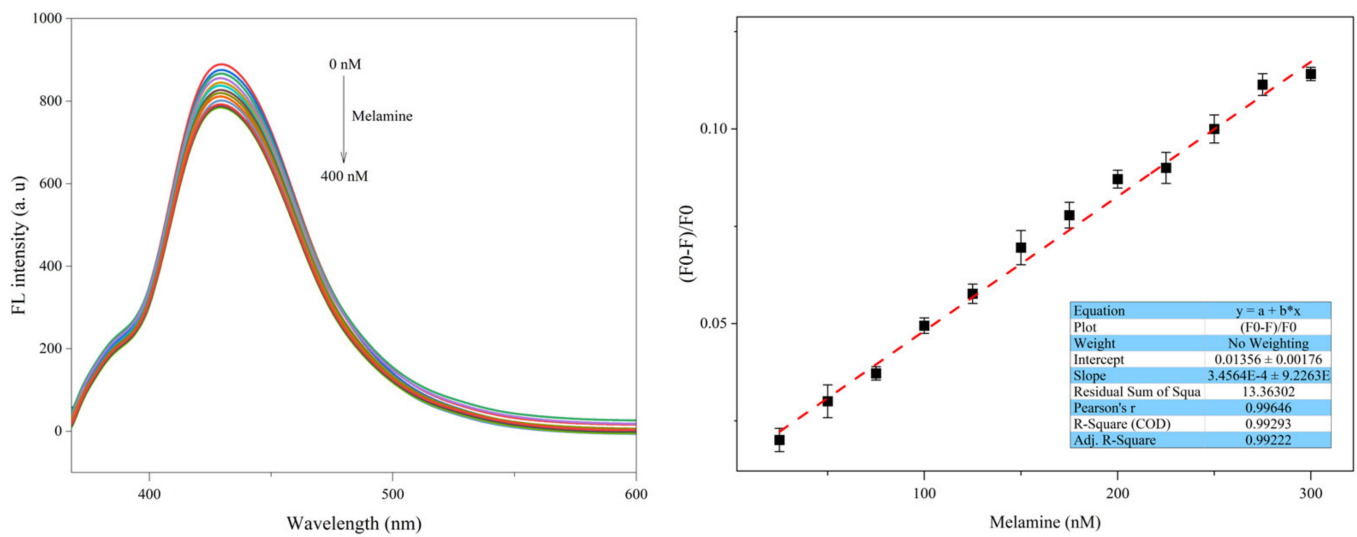 1000
800
600
400
200
0
FL intensity (a. u)
0 nM
Melamine
400 nM
400
500
600
Wavelength (nm)
0.10
0.05
(F0-F)/F0
Equation y = a + b*x
Plot (F0-F)/F0
Weight No Weighting
Intercept 0.01356 ± 0.00176
Slope 3.4564E-4 ± 9.2263E
Residual Sum of Squa 13.36302
Pearson's r 0.99646
R-Square (COD) 0.99293
Adj. R-Square 0.99222
100
200
300
Melamine (nM)